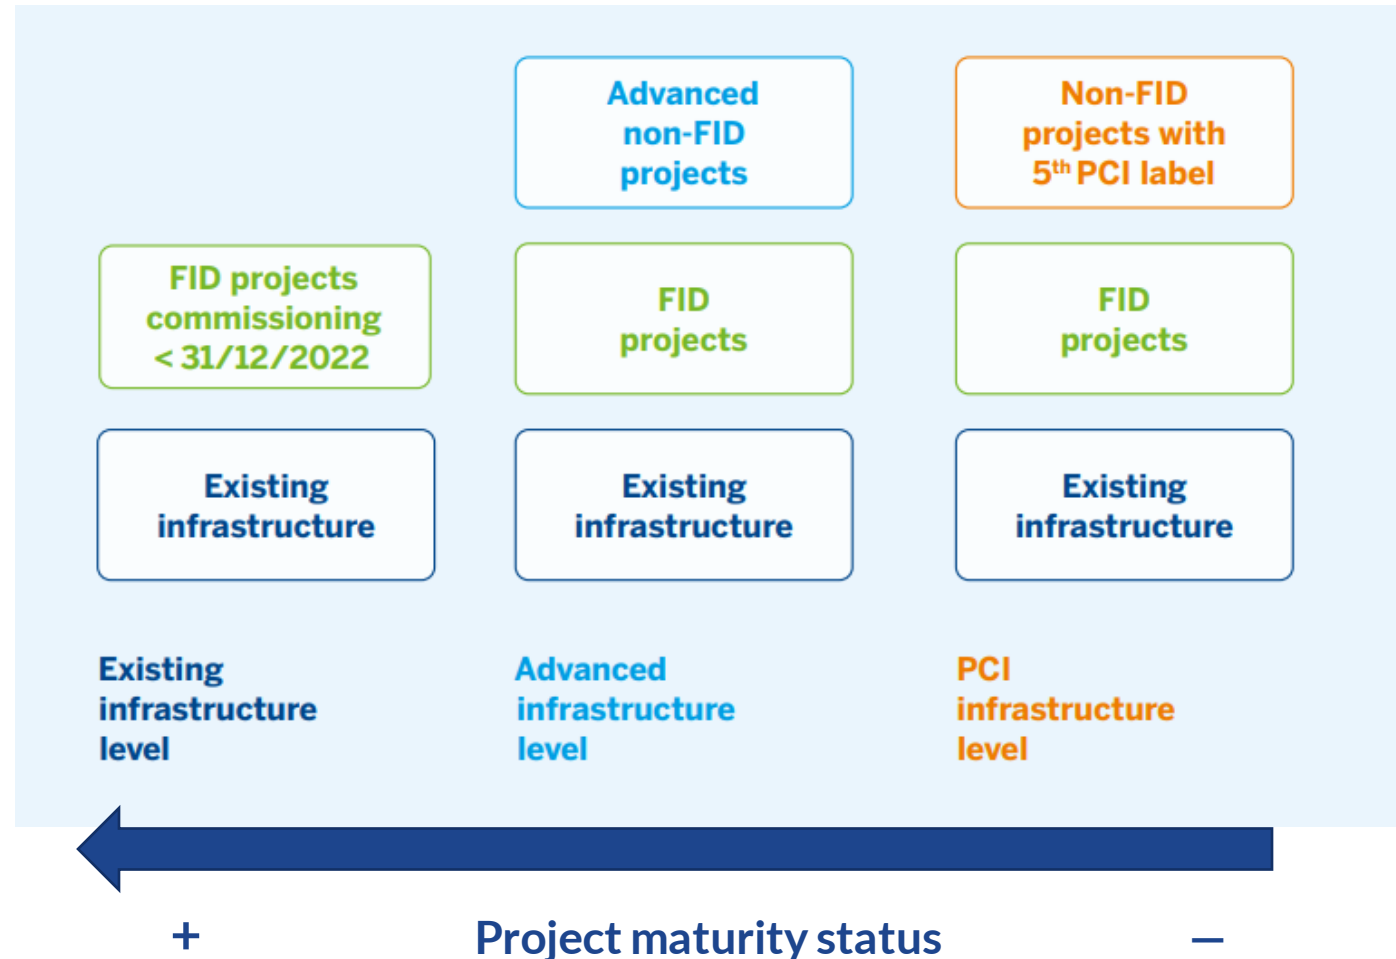 Advanced
non-FID
projects
Non-FID
projects with
5th PCI label
FID projects
commissioning
< 31/12/2022
FID
projects
FID
projects
Existing
infrastructure
Existing
infrastructure
Existing
infrastructure
Existing
infrastructure
level
Advanced
infrastructure
level
PCI
infrastructure
level
+
Project maturity status
–